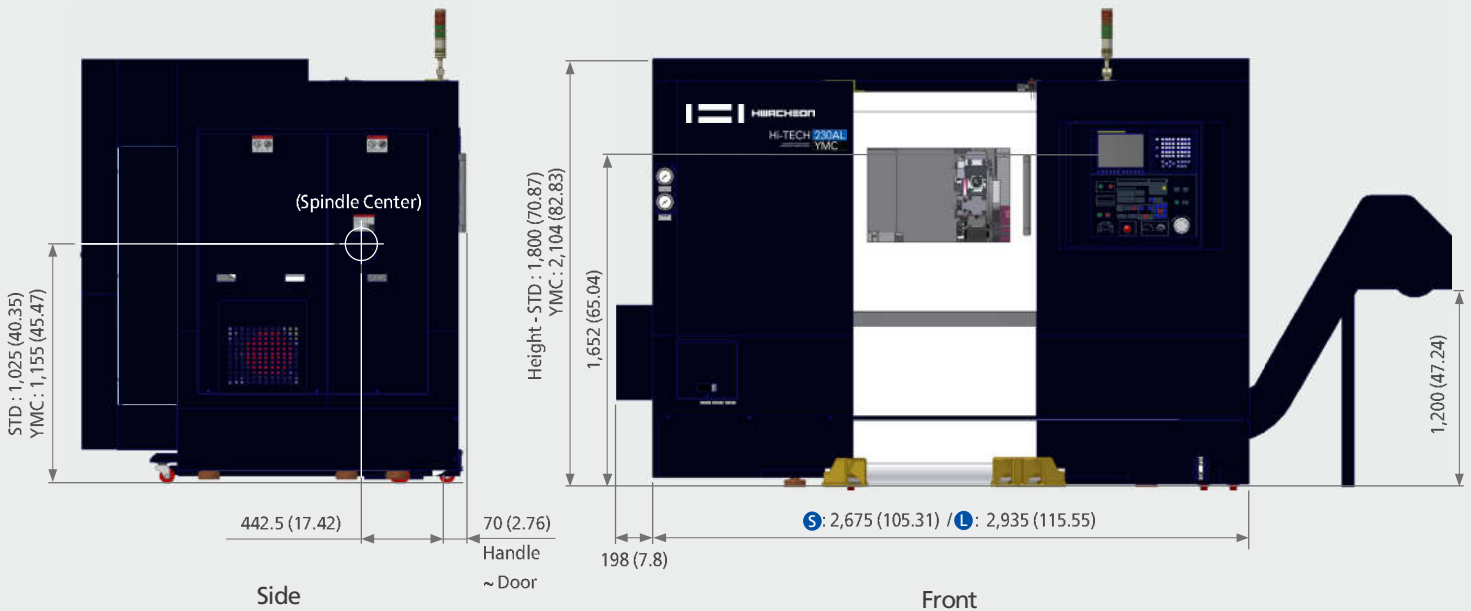 (Spindle Center)
STD : 1,025 (40.35)
YMC : 1,155 (45.47)
442.5 (17.42)
70 (2.76)
Handle
~ Door
Side
HWACHEON
Hi-TECH 230AL
YMC
Height - STD : 1,800 (70.87)
YMC : 2,104 (82.83)
1,652 (65.04)
1,200 (47.24)
S : 2,675 (105.31) / L : 2,935 (115.55)
198 (7.8)
Front